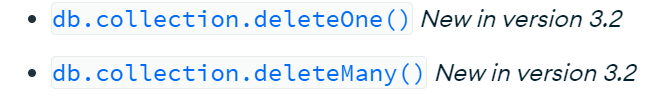 • db.collection.deleteOne() New in version 3.2
• db.collection.deleteMany() New in version 3.2